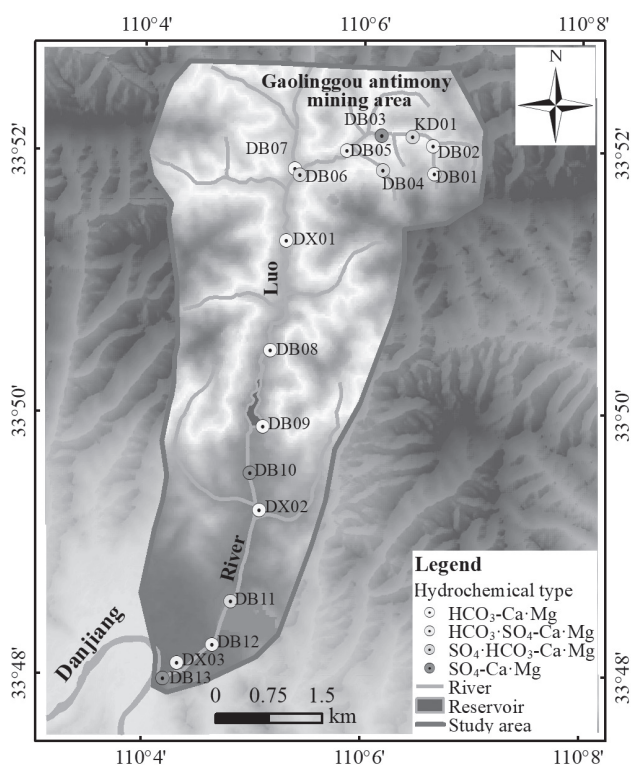 110°4′ 110°6′ 110°8′
N
Gaolinggou antimony
mining area
DB03
KD01
33°52′
33°52′
DB07
DB05
DB02
DB06
DB04
DB01
DX01
Luo
DB08
33°50′
33°50′
DB09
DB10
DX02
River
DB11
DB12
Danjiang
DX03
DB13
33°48′
33°48′
0 0.75 1.5
km
Legend
Hydrochemical type
HCO₃-Ca·Mg
HCO₃·SO₄-Ca·Mg
SO₄·HCO₃-Ca·Mg
SO₄-Ca·Mg
River
Reservoir
Study area
110°4′ 110°6′ 110°8′